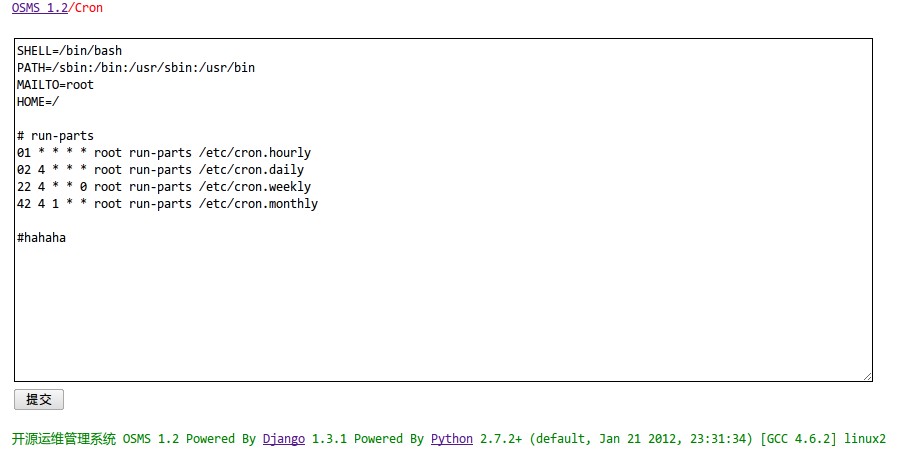 OSMS 1.2/Cron
SHELL=/bin/bash
PATH=/sbin:/bin:/usr/sbin:/usr/bin
MAILTO=root
HOME=/
# run-parts
01 * * * * root run-parts /etc/cron.hourly
02 4 * * * root run-parts /etc/cron.daily
22 4 * * 0 root run-parts /etc/cron.weekly
42 4 1 * * root run-parts /etc/cron.monthly
#hahaha
提交
开源运维管理系统 OSMS 1.2 Powered By Django 1.3.1 Powered By Python 2.7.2+ (default, Jan 21 2012, 23:31:34) [GCC 4.6.2] linux2